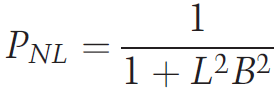 P_{NL} = \frac{1}{1 + L^2 B^2}